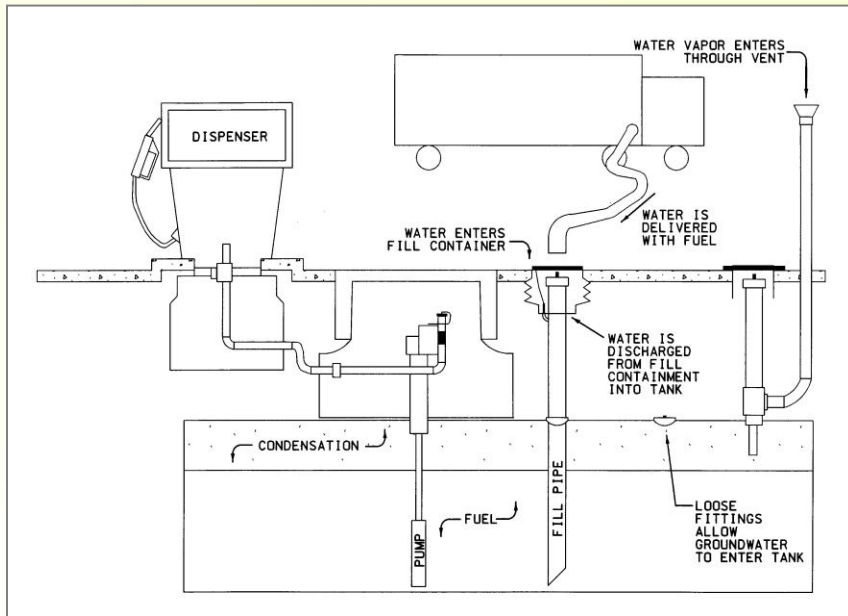 WATER VAPOR ENTERS
THROUGH VENT
DISPENSER
WATER ENTERS
FILL CONTAINER
WATER IS
DELIVERED
WITH FUEL
WATER IS
DISCHARGED
FROM FILL
CONTAINMENT
INTO TANK
CONDENSATION
FUEL
PUMP
FILL PIPE
LOOSE
FITTINGS
ALLOW
GROUNDWATER
TO ENTER TANK